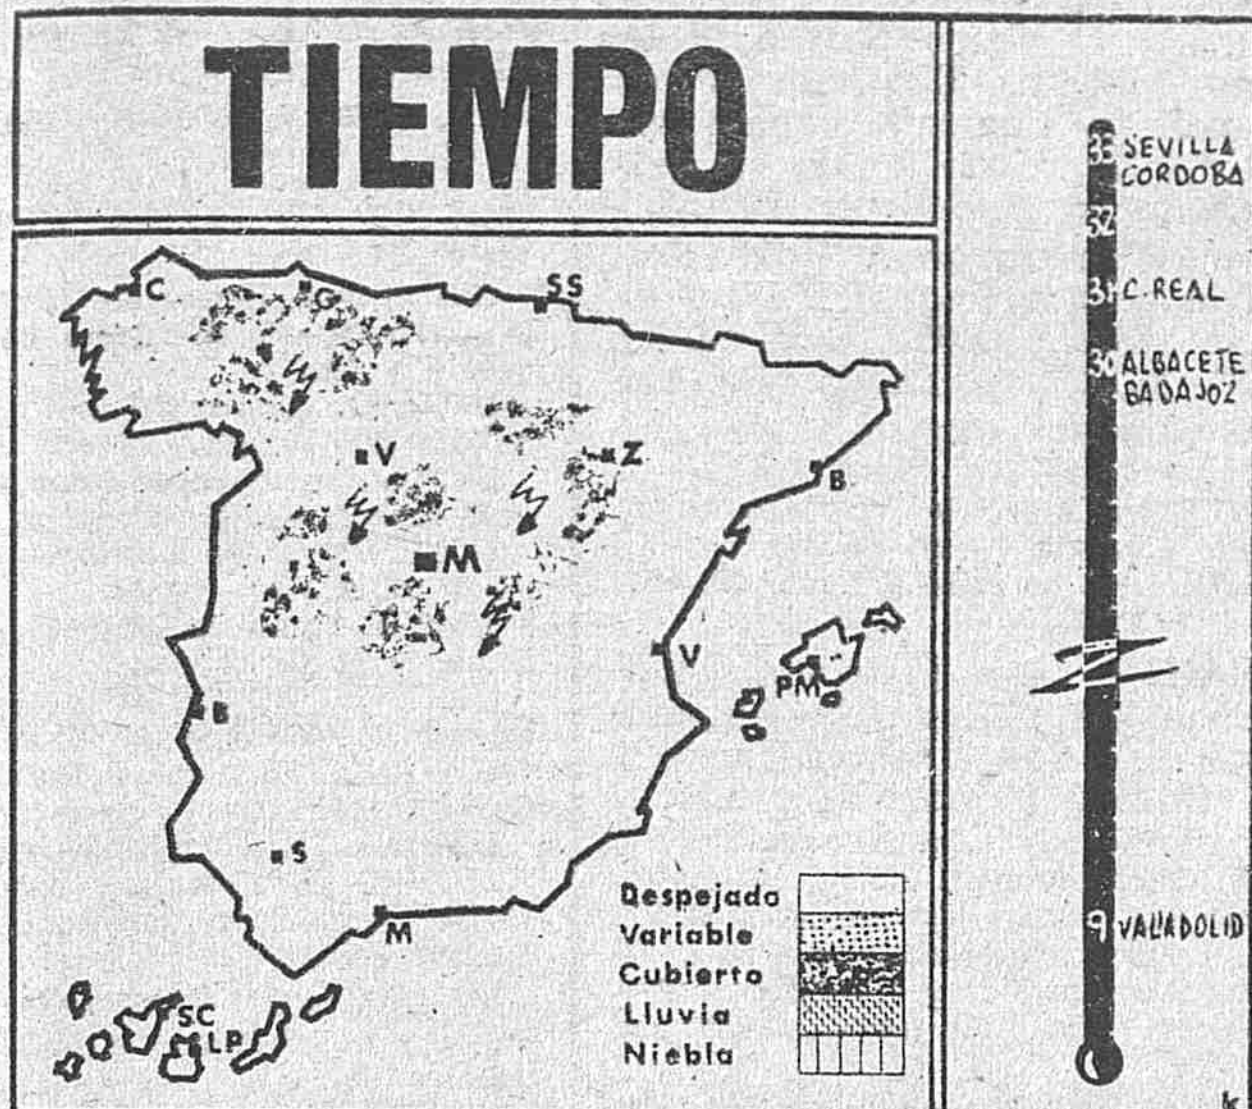 TIEMPO
C
G
SS
V
Z
B
M
V
PM
B
S
M
SC
LP
Despejado
Variable
Cubierto
Lluvia
Niebla
33 SEVILLA
CORDOBA
32
31 C. REAL
30 ALBACETE
BADAJOZ
9 VALLADOLID
k